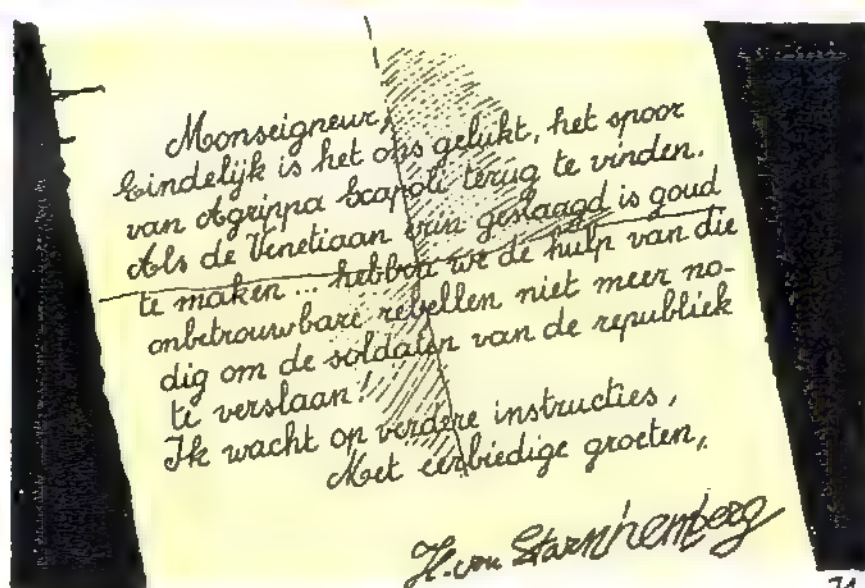 Monseigneur,
Eindelijk is het ons gelukt, het spoor
van Agrippa Scapoli terug te vinden.
Als de Venetiaan erin geslaagd is goud
te maken ... hebben we de hulp van die
onbetrouwbare rebellen niet meer no-
dig om de soldaten van de republiek
te verslaan!
Ik wacht op verdere instructies,
Met eerbiedige groeten,
H. von Starnhemberg